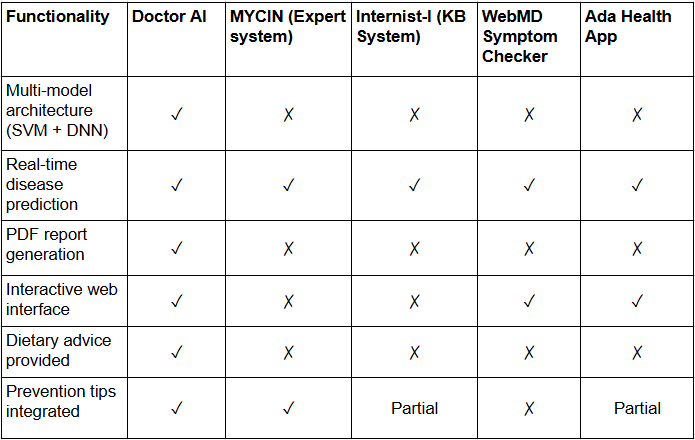 Functionality Doctor AI MYCIN (Expert system) Internist-I (KB System) WebMD Symptom Checker Ada Health App
Multi-model architecture (SVM + DNN) ✓ ✗ ✗ ✗ ✗
Real-time disease prediction ✓ ✓ ✓ ✓ ✓
PDF report generation ✓ ✗ ✗ ✗ ✗
Interactive web interface ✓ ✗ ✗ ✓ ✓
Dietary advice provided ✓ ✗ ✗ ✗ ✗
Prevention tips integrated ✓ ✓ Partial ✗ Partial